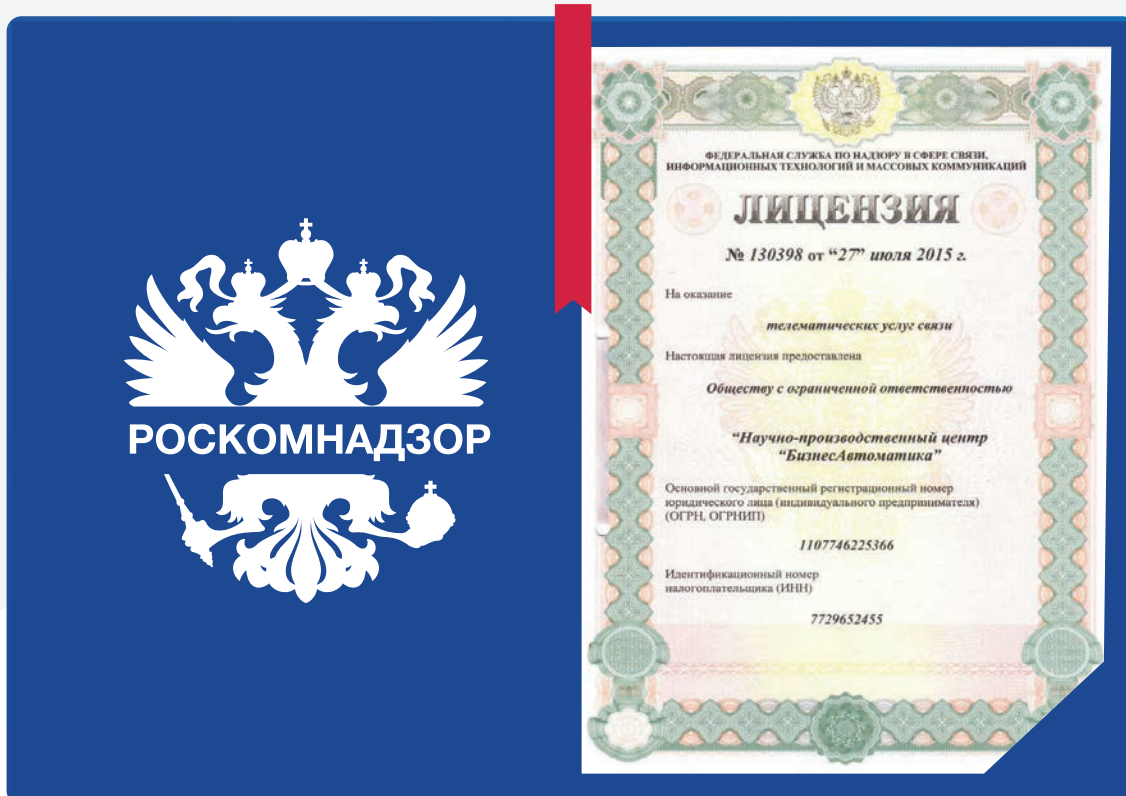 РОСКОМНАДЗОР
ФЕДЕРАЛЬНАЯ СЛУЖБА ПО НАДЗОРУ В СФЕРЕ СВЯЗИ,
ИНФОРМАЦИОННЫХ ТЕХНОЛОГИЙ И МАССОВЫХ КОММУНИКАЦИЙ
ЛИЦЕНЗИЯ
№ 130398 от “27” июля 2015 г.
На оказание
телематических услуг связи
Настоящая лицензия предоставлена
Обществу с ограниченной ответственностью
“Научно-производственный центр
“БизнесАвтоматика”
Основной государственный регистрационный номер
юридического лица (индивидуального предпринимателя)
(ОГРН, ОГРНИП)
1107746225366
Идентификационный номер
налогоплательщика (ИНН)
7729652455